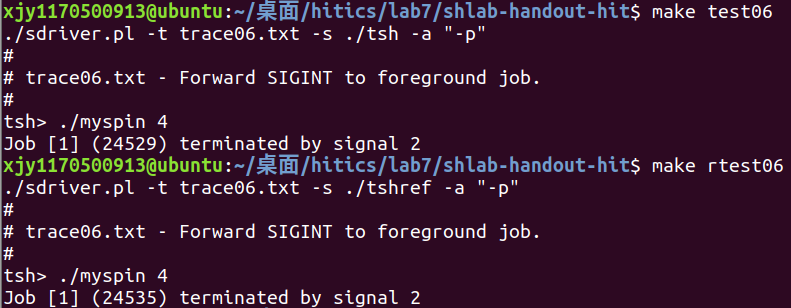 xjy1170500913@ubuntu:~/桌面/hitics/lab7/shlab-handout-hit$ make test06
./sdriver.pl -t trace06.txt -s ./tsh -a "-p"
#
# trace06.txt - Forward SIGINT to foreground job.
#
tsh> ./myspin 4
Job [1] (24529) terminated by signal 2
xjy1170500913@ubuntu:~/桌面/hitics/lab7/shlab-handout-hit$ make rtest06
./sdriver.pl -t trace06.txt -s ./tshref -a "-p"
#
# trace06.txt - Forward SIGINT to foreground job.
#
tsh> ./myspin 4
Job [1] (24535) terminated by signal 2